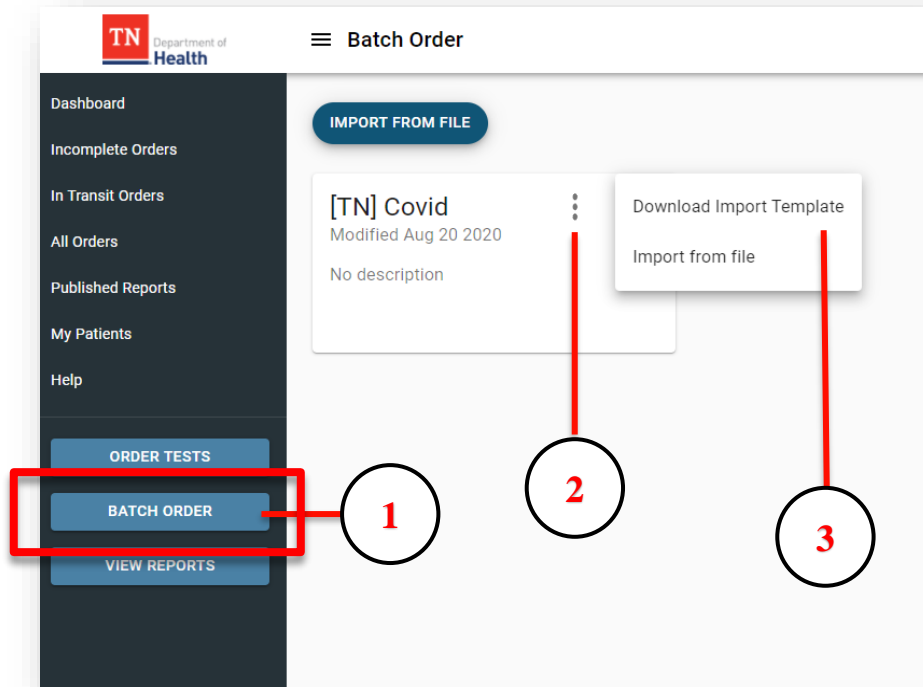 TN
Department of
Health
Batch Order
Dashboard
Incomplete Orders
In Transit Orders
All Orders
Published Reports
My Patients
Help
ORDER TESTS
BATCH ORDER
VIEW REPORTS
IMPORT FROM FILE
[TN] Covid
Modified Aug 20 2020
No description
Download Import Template
Import from file
1
2
3